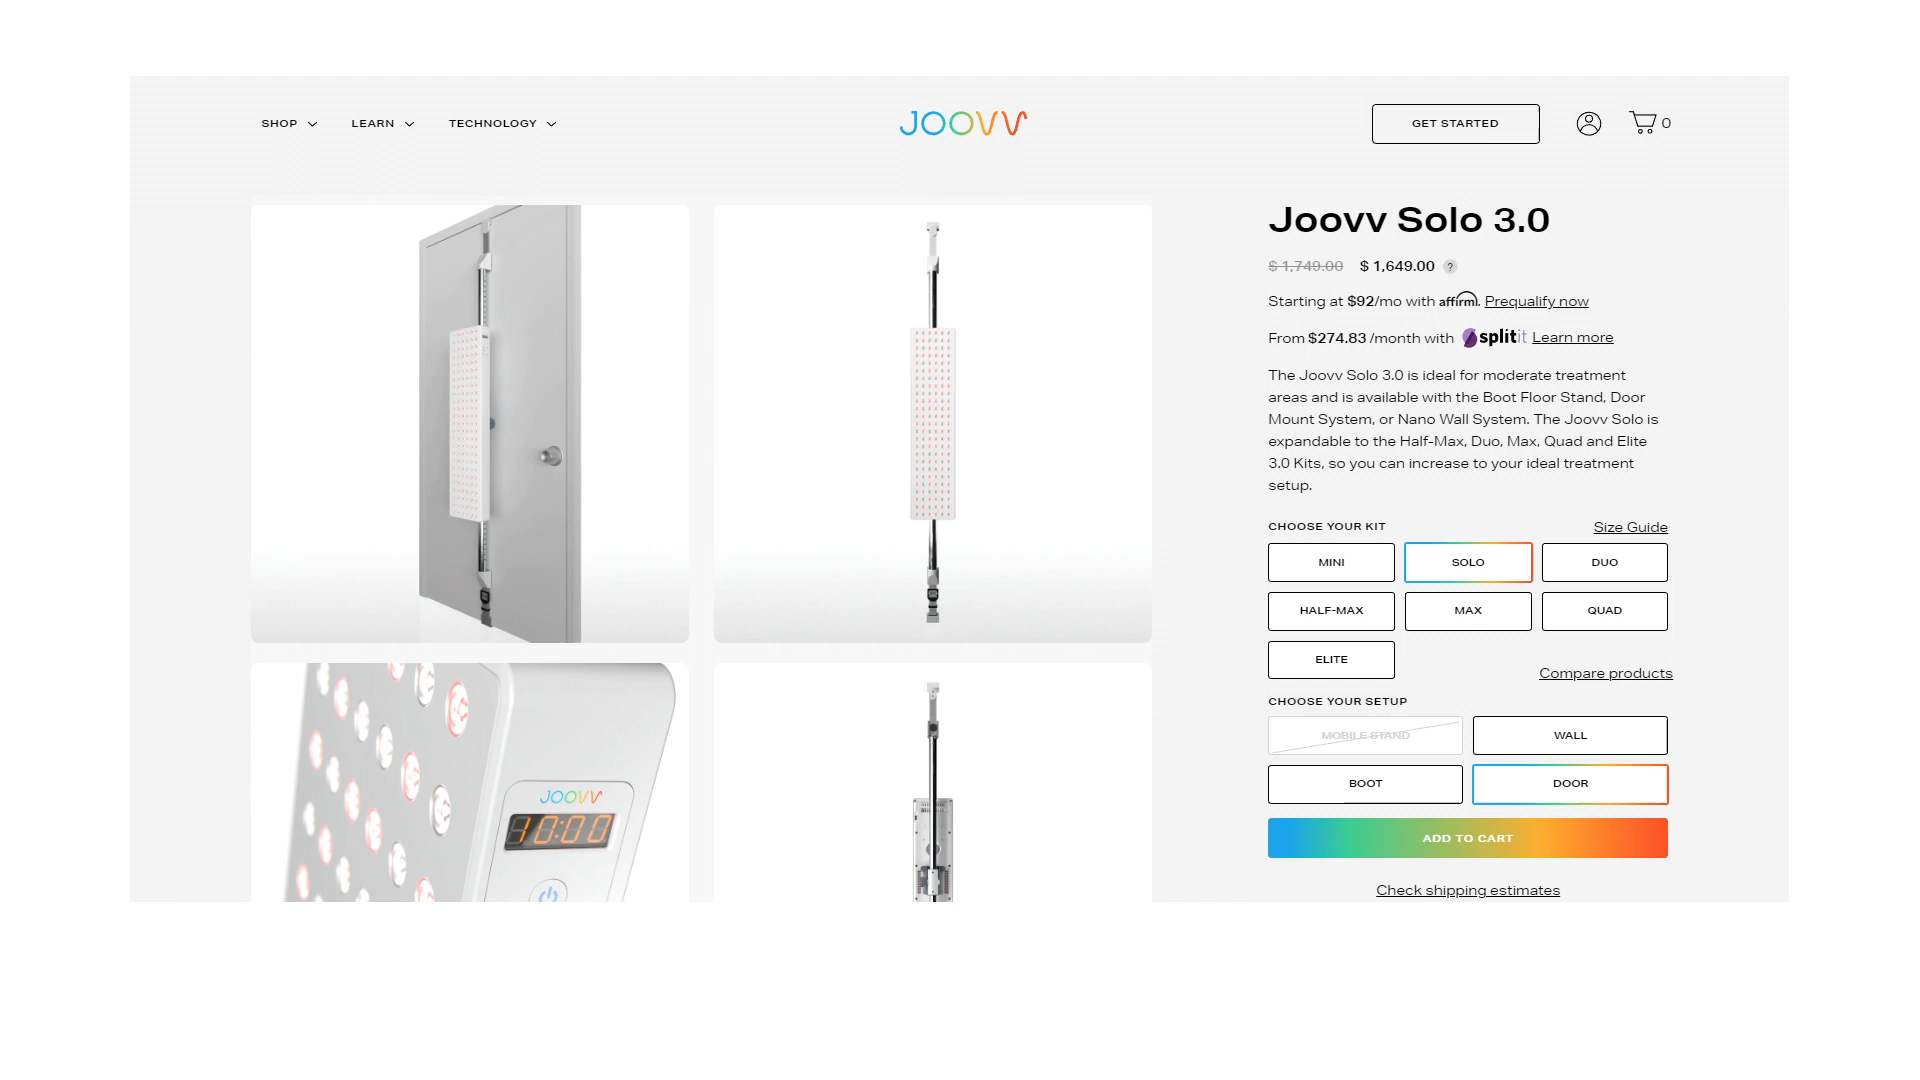 SHOP
LEARN
TECHNOLOGY
JOOVV
GET STARTED
0
Joovv Solo 3.0
$ 1,749.00 $ 1,649.00 ?
Starting at $92/mo with affirm. Prequalify now
From $274.83 /month with splitit Learn more
The Joovv Solo 3.0 is ideal for moderate treatment
areas and is available with the Boot Floor Stand, Door
Mount System, or Nano Wall System. The Joovv Solo is
expandable to the Half-Max, Duo, Max, Quad and Elite
3.0 Kits, so you can increase to your ideal treatment
setup.
CHOOSE YOUR KIT
Size Guide
MINI
SOLO
DUO
HALF-MAX
MAX
QUAD
ELITE
Compare products
CHOOSE YOUR SETUP
MOBILE STAND
WALL
BOOT
DOOR
ADD TO CART
Check shipping estimates
JOOVV
10:00